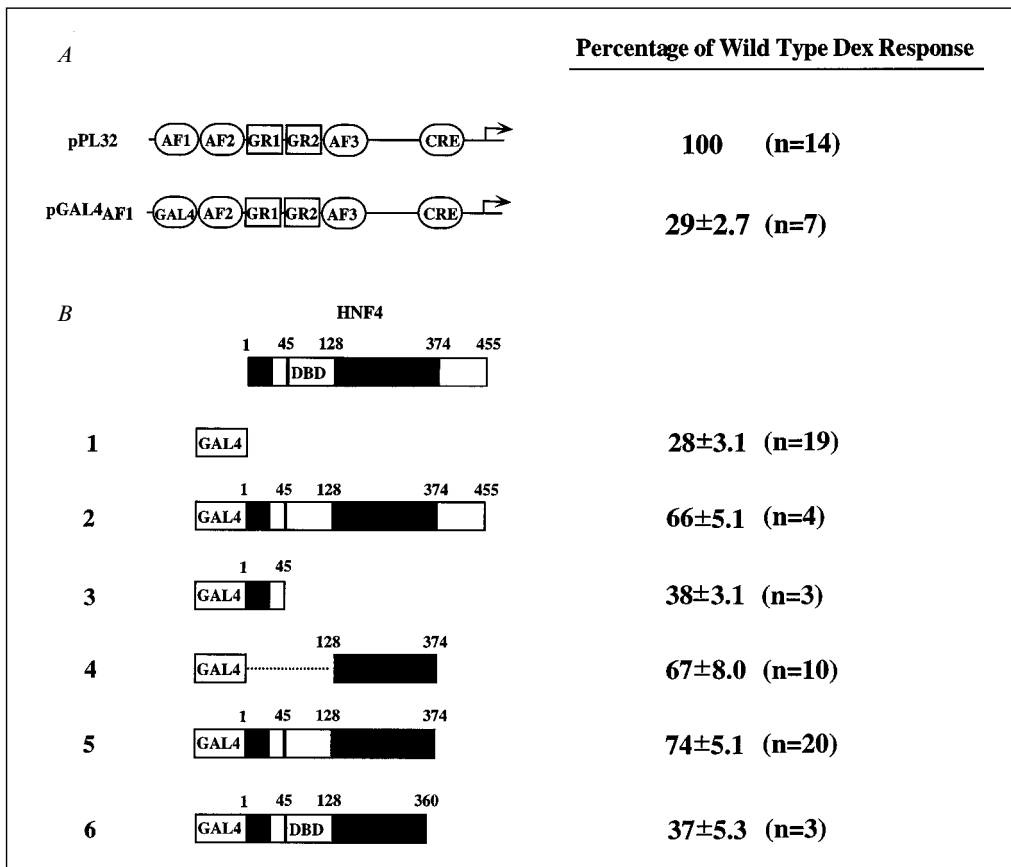 A
Percentage of Wild Type Dex Response
pPL32 AF1 AF2 GR1 GR2 AF3 CRE 100 (n=14)
pGAL4AF1 GAL4 AF2 GR1 GR2 AF3 CRE 29±2.7 (n=7)
B HNF4
1 45 128 374 455
DBD
1 GAL4 28±3.1 (n=19)
1 45 128 374 455
2 GAL4 66±5.1 (n=4)
1 45
3 GAL4 38±3.1 (n=3)
128 374
4 GAL4 67±8.0 (n=10)
1 45 128 374
5 GAL4 74±5.1 (n=20)
1 45 128 360
6 GAL4 DBD 37±5.3 (n=3)